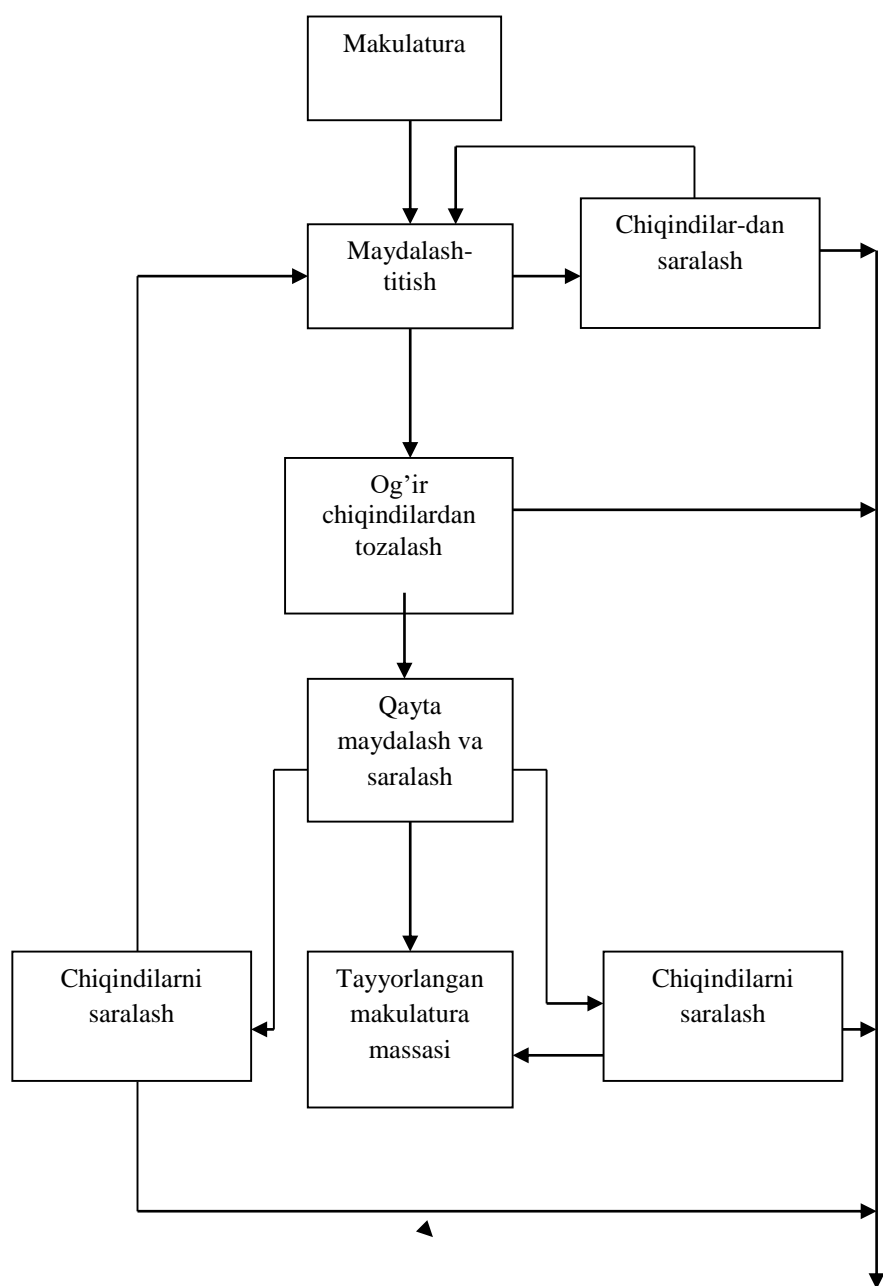 Makulatura
Maydalash-
titish
Chiqindilar-dan
saralash
Og’ir
chiqindilardan
tozalash
Qayta
maydalash va
saralash
Chiqindilarni
saralash
Tayyorlangan
makulatura
massasi
Chiqindilarni
saralash